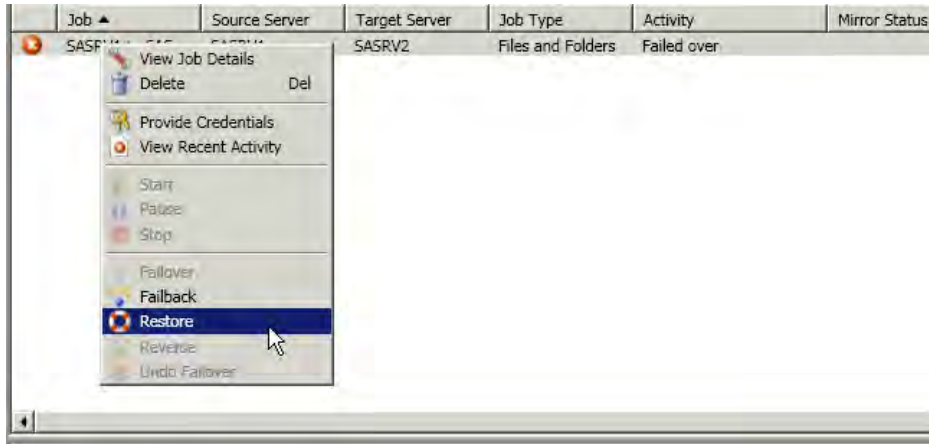 Job Source Server Target Server Job Type Activity Mirror Status
SASRV2 Files and Folders Failed over
View Job Details
Delete Del
Provide Credentials
View Recent Activity
Start
Pause
Stop
Failover
Failback
Restore
Reverse
Undo Failover